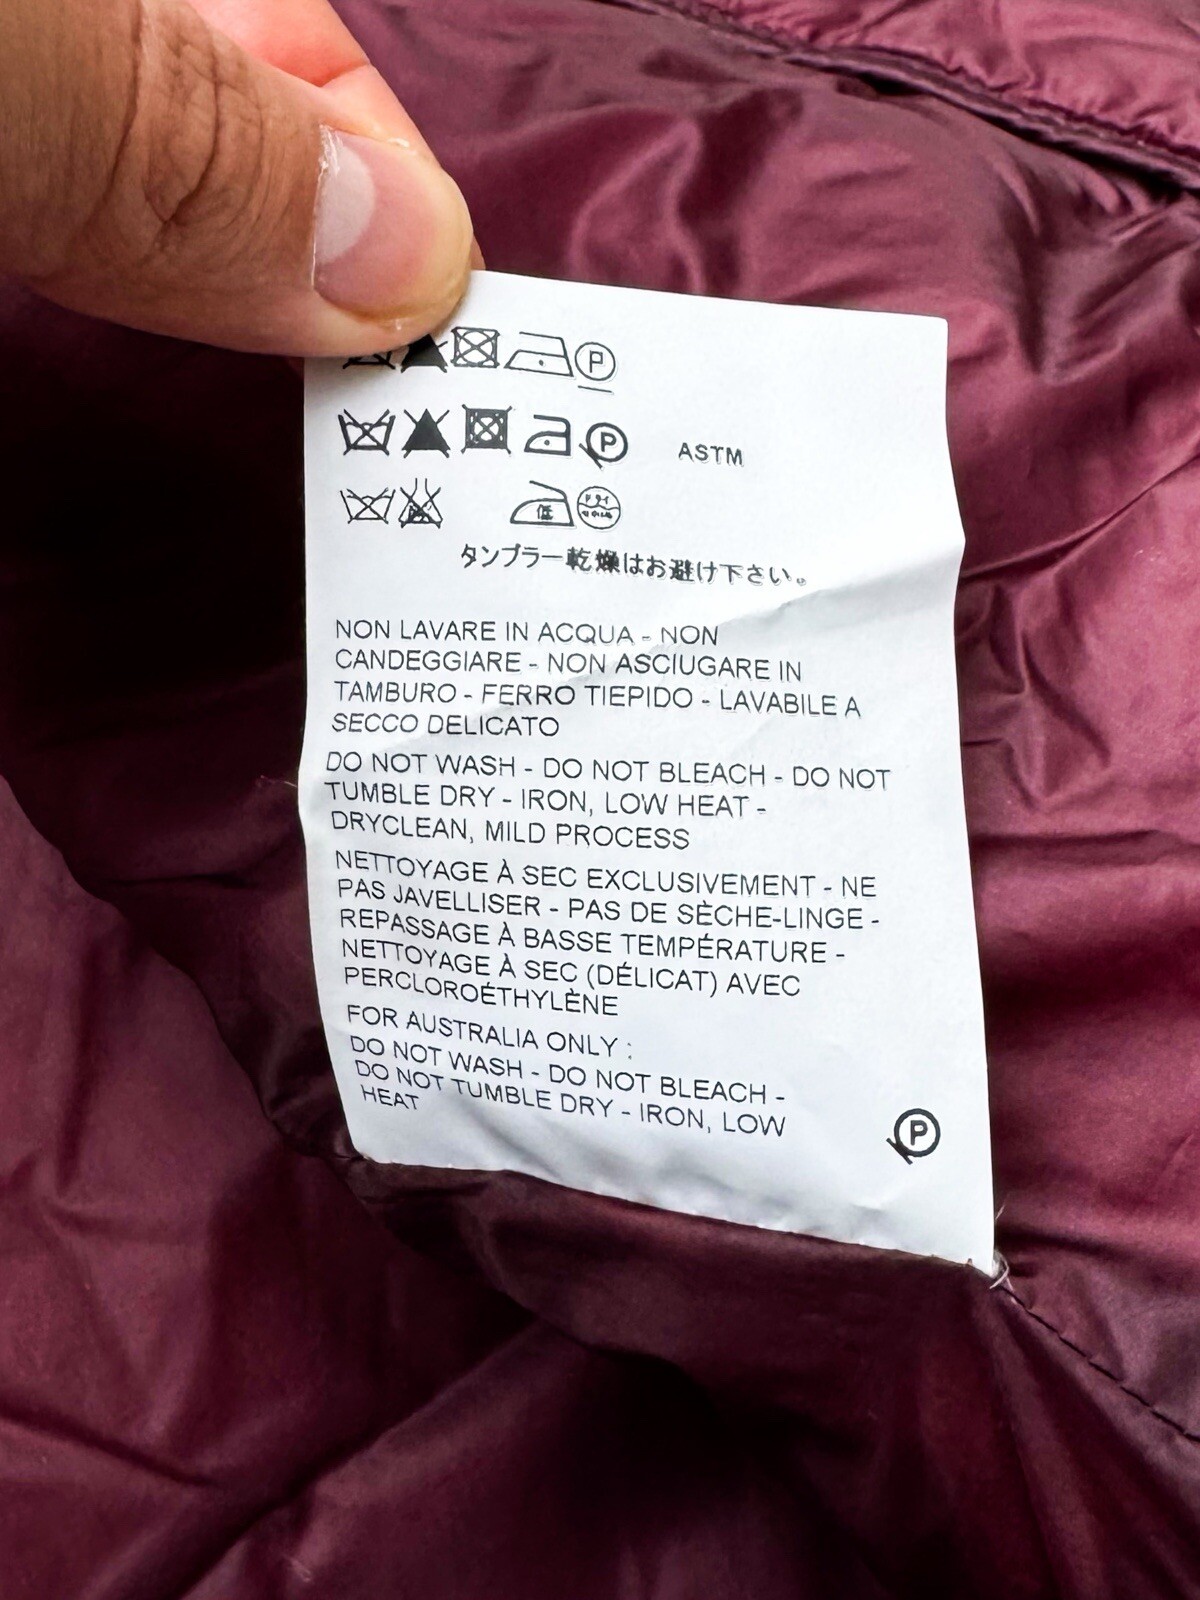 P
P ASTM
低 ドライ
タンブラー乾燥はお避け下さい。
NON LAVARE IN ACQUA - NON
CANDEGGIARE - NON ASCIUGARE IN
TAMBURO - FERRO TIEPIDO - LAVABILE A
SECCO DELICATO
DO NOT WASH - DO NOT BLEACH - DO NOT
TUMBLE DRY - IRON, LOW HEAT -
DRYCLEAN, MILD PROCESS
NETTOYAGE À SEC EXCLUSIVEMENT - NE
PAS JAVELLISER - PAS DE SÈCHE-LINGE -
REPASSAGE À BASSE TEMPÉRATURE -
NETTOYAGE À SEC (DÉLICAT) AVEC
PERCLOROÉTHYLÈNE
FOR AUSTRALIA ONLY :
DO NOT WASH - DO NOT BLEACH -
DO NOT TUMBLE DRY - IRON, LOW
HEAT
P